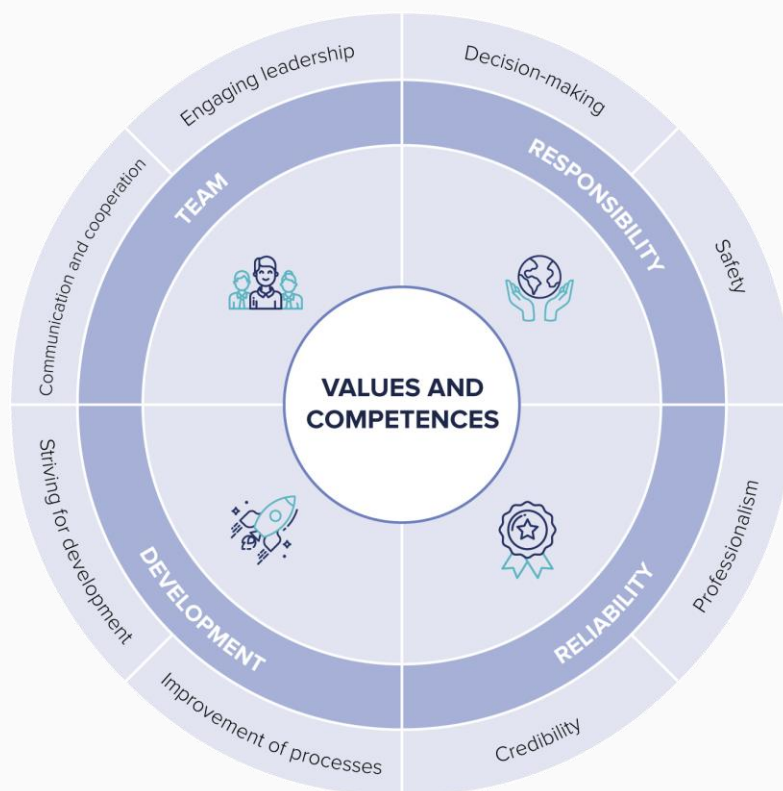 Engaging leadership
Decision-making
TEAM
RESPONSIBILITY
Communication and cooperation
Safety
VALUES AND
COMPETENCES
Striving for development
Professionalism
DEVELOPMENT
RELIABILITY
Improvement of processes
Credibility